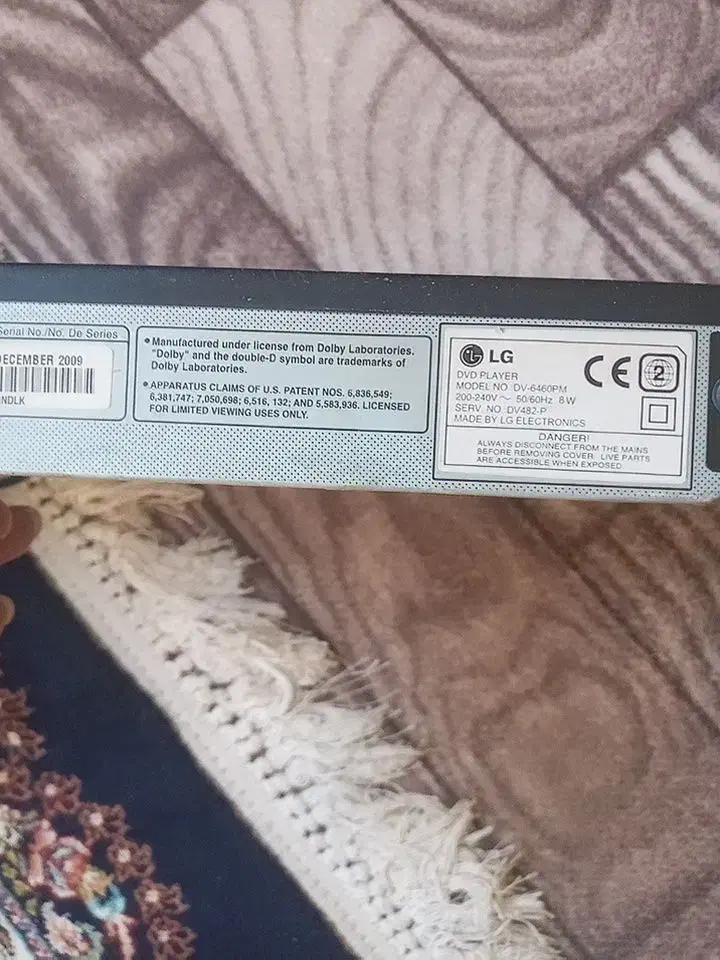 Serial No./No. De Series
DECEMBER 2009
NDLK
● Manufactured under license from Dolby Laboratories.
"Dolby" and the double-D symbol are trademarks of
Dolby Laboratories.
● APPARATUS CLAIMS OF U.S. PATENT NOS. 6,836,549;
6,381,747; 7,050,698; 6,516, 132; AND 5,583,936. LICENSED
FOR LIMITED VIEWING USES ONLY.
LG
CE
2
DVD PLAYER
MODEL NO. DV-6460PM
200-240V ~ 50/60Hz 8W
SERV. NO. DV482-P
MADE BY LG ELECTRONICS
DANGER!
ALWAYS DISCONNECT FROM THE MAINS
BEFORE REMOVING COVER. LIVE PARTS
ARE ACCESSIBLE WHEN EXPOSED.